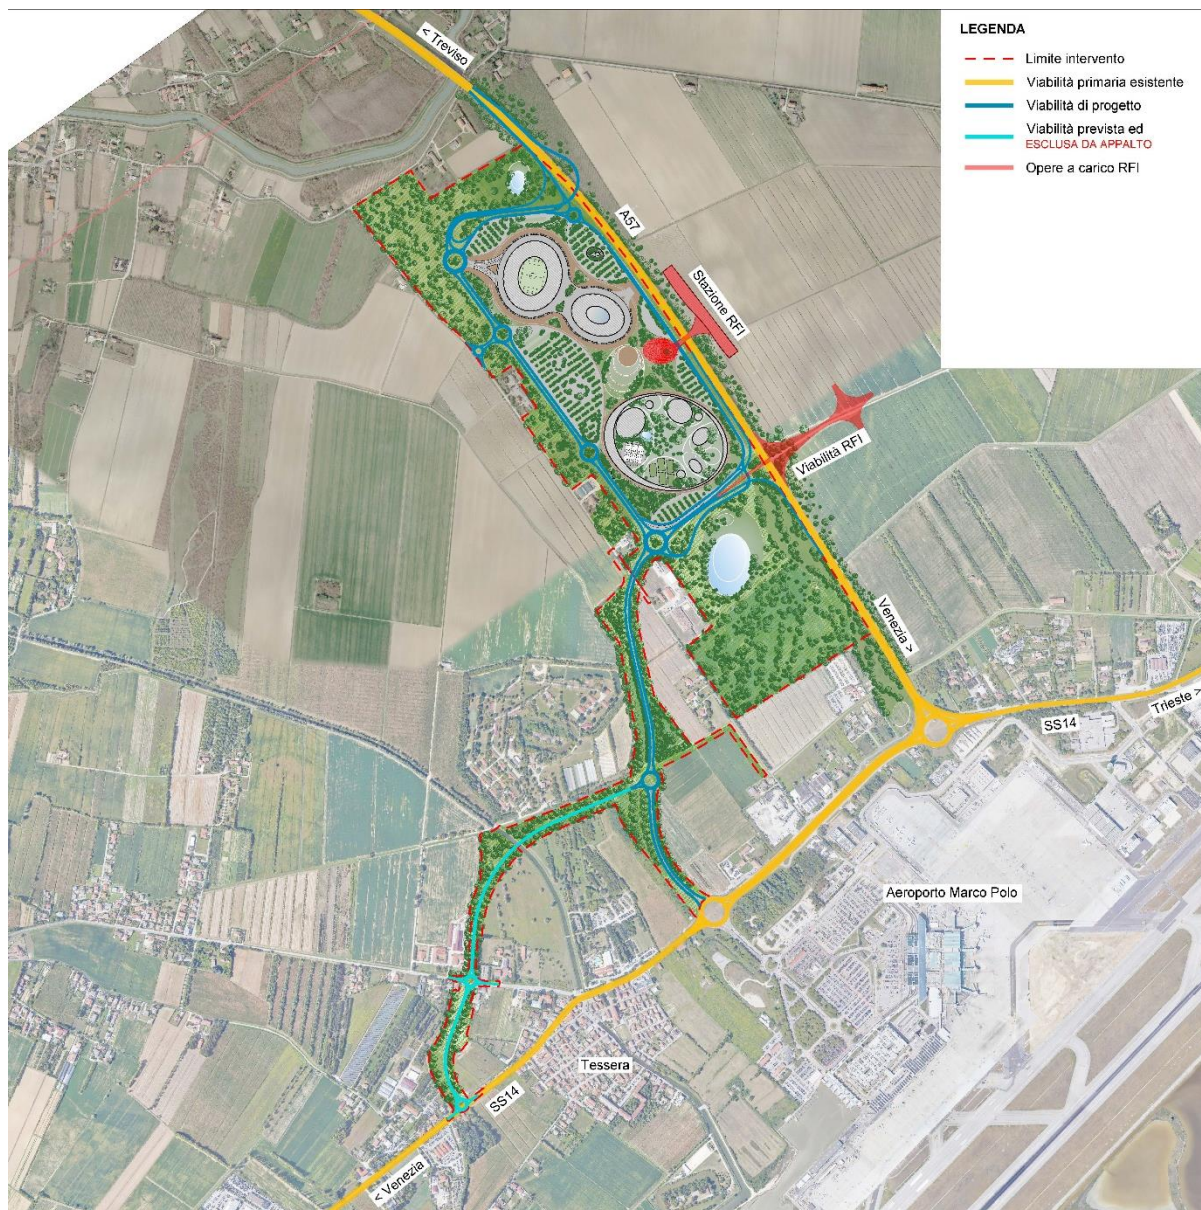 LEGENDA
Limite intervento
Viabilità primaria esistente
Viabilità di progetto
Viabilità prevista ed
ESCLUSA DA APPALTO
Opere a carico RFI
< Treviso
A57
Stazione RFI
Viabilità RFI
Venezia >
SS14
Trieste >
Aeroporto Marco Polo
Tessera
SS14
< Venezia